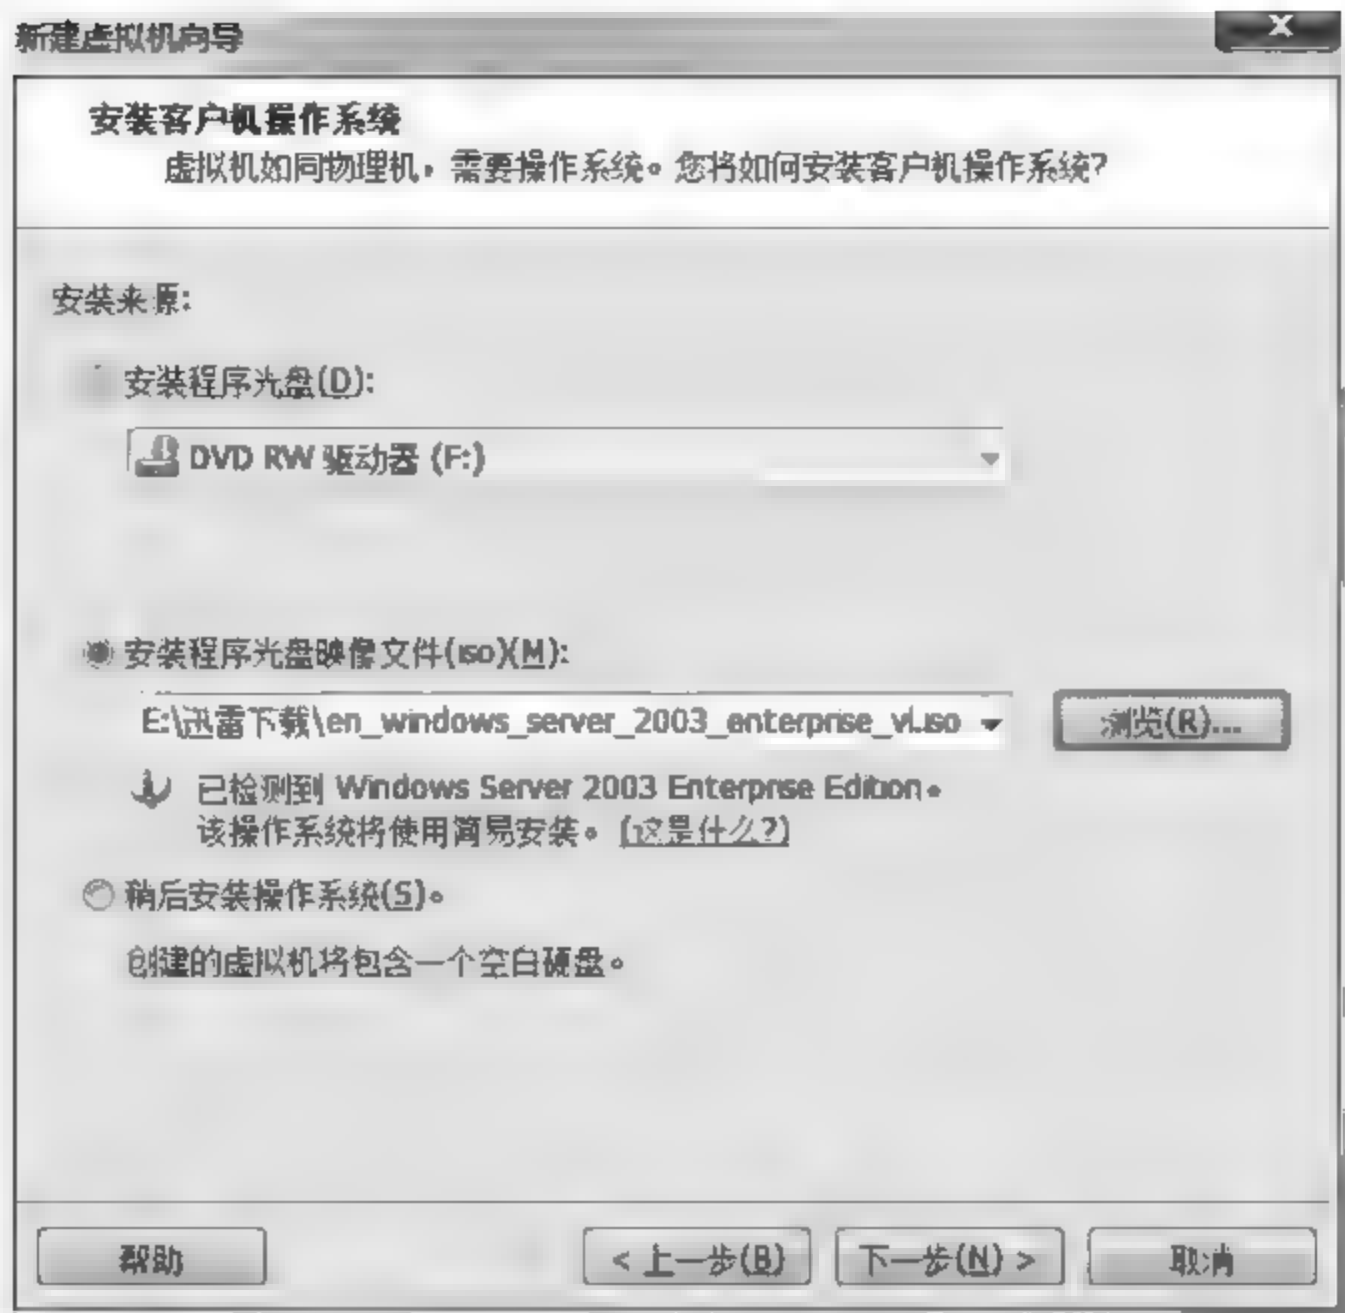 新建虚拟机向导
安装客户机操作系统
虚拟机如同物理机，需要操作系统。您将如何安装客户机操作系统?
安装来源:
安装程序光盘(D):
DVD RW 驱动器 (F:)
安装程序光盘映像文件(iso)(M):
E:\迅雷下载\en_windows_server_2003_enterprise_vl.iso
浏览(R)...
已检测到 Windows Server 2003 Enterprise Edition。
该操作系统将使用简易安装。(这是什么?)
稍后安装操作系统(S)。
创建的虚拟机将包含一个空白硬盘。
帮助
< 上一步(B)
下一步(N) >
取消